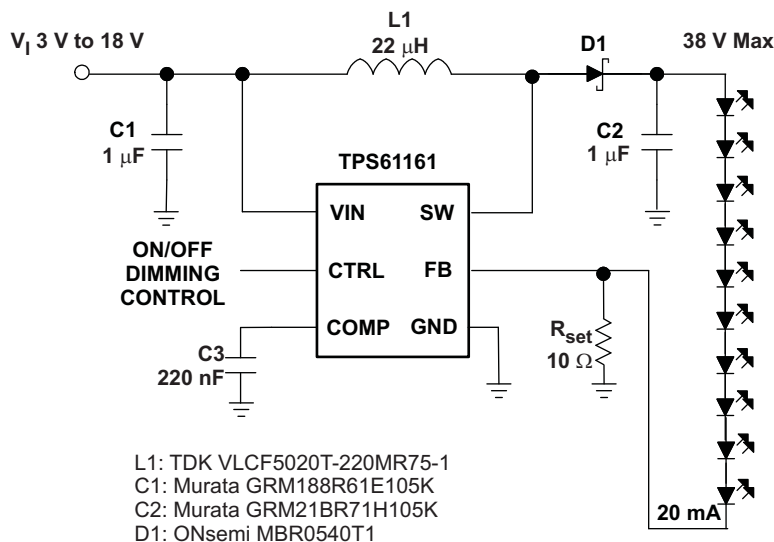 L1
22 μH
V_I 3 V to 18 V
D1
38 V Max
C1
1 μF
C2
1 μF
TPS61161
VIN
SW
ON/OFF
DIMMING
CONTROL
CTRL
FB
COMP
GND
C3
220 nF
R_set
10 Ω
L1: TDK VLCF5020T-220MR75-1
C1: Murata GRM188R61E105K
C2: Murata GRM21BR71H105K
D1: ONsemi MBR0540T1
20 mA